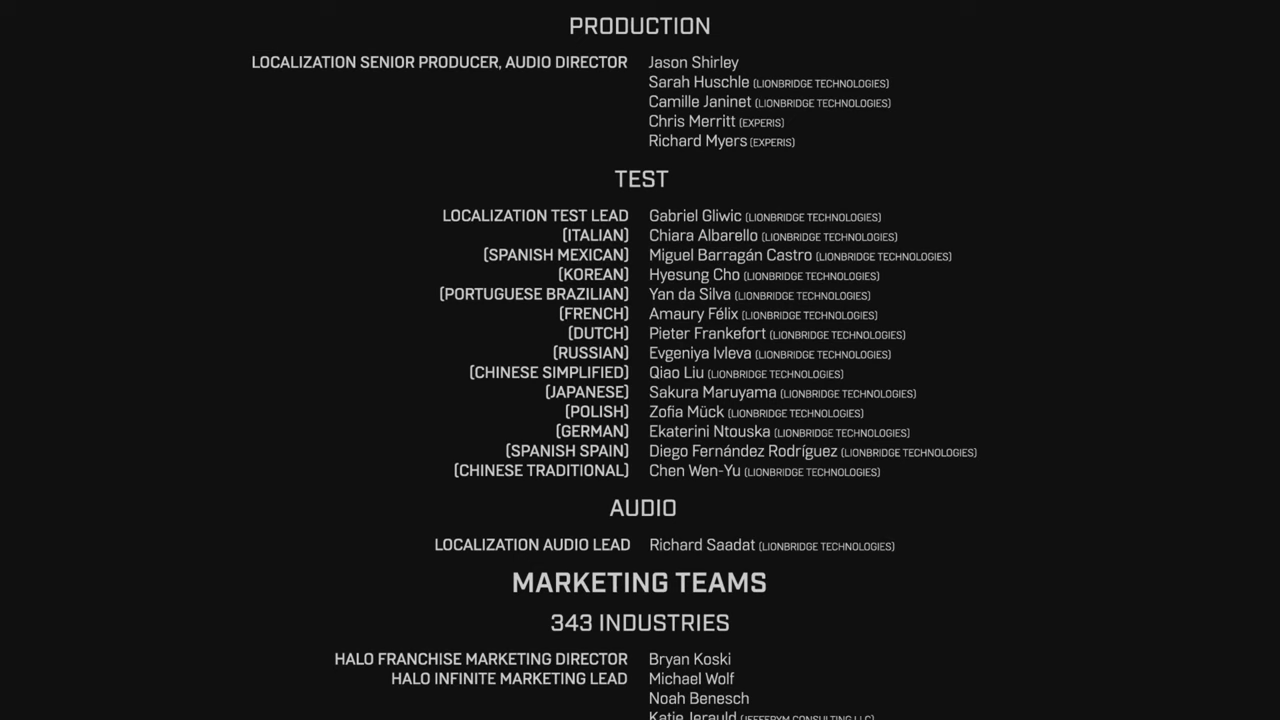 PRODUCTION
LOCALIZATION SENIOR PRODUCER, AUDIO DIRECTOR Jason Shirley
Sarah Huschle (LIONBRIDGE TECHNOLOGIES)
Camille Janinet (LIONBRIDGE TECHNOLOGIES)
Chris Merritt (EXPERIS)
Richard Myers (EXPERIS)
TEST
LOCALIZATION TEST LEAD Gabriel Gliwic (LIONBRIDGE TECHNOLOGIES)
(ITALIAN) Chiara Albarello (LIONBRIDGE TECHNOLOGIES)
(SPANISH MEXICAN) Miguel Barragán Castro (LIONBRIDGE TECHNOLOGIES)
(KOREAN) Hyesung Cho (LIONBRIDGE TECHNOLOGIES)
(PORTUGUESE BRAZILIAN) Yan da Silva (LIONBRIDGE TECHNOLOGIES)
(FRENCH) Amaury Félix (LIONBRIDGE TECHNOLOGIES)
(DUTCH) Pieter Frankefort (LIONBRIDGE TECHNOLOGIES)
(RUSSIAN) Evgeniya Ivleva (LIONBRIDGE TECHNOLOGIES)
(CHINESE SIMPLIFIED) Qiao Liu (LIONBRIDGE TECHNOLOGIES)
(JAPANESE) Sakura Maruyama (LIONBRIDGE TECHNOLOGIES)
(POLISH) Zofia Mück (LIONBRIDGE TECHNOLOGIES)
(GERMAN) Ekaterini Ntouska (LIONBRIDGE TECHNOLOGIES)
(SPANISH SPAIN) Diego Fernández Rodríguez (LIONBRIDGE TECHNOLOGIES)
(CHINESE TRADITIONAL) Chen Wen-Yu (LIONBRIDGE TECHNOLOGIES)
AUDIO
LOCALIZATION AUDIO LEAD Richard Saadat (LIONBRIDGE TECHNOLOGIES)
MARKETING TEAMS
343 INDUSTRIES
HALO FRANCHISE MARKETING DIRECTOR Bryan Koski
HALO INFINITE MARKETING LEAD Michael Wolf
Noah Benesch
Katie Jerauld (JEFFERYM CONSULTING LLC)